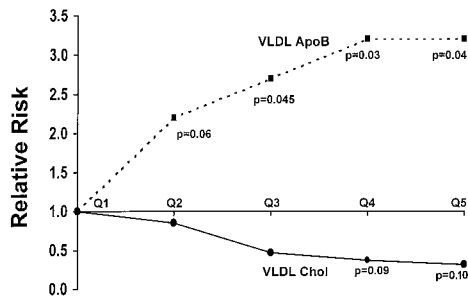 3.5
3.0
2.5
2.0
1.5
1.0
0.5
0.0
Relative Risk
VLDL ApoB
p=0.03
p=0.04
p=0.045
p=0.06
Q1
Q2
Q3
Q4
Q5
VLDL Chol
p=0.09
p=0.10